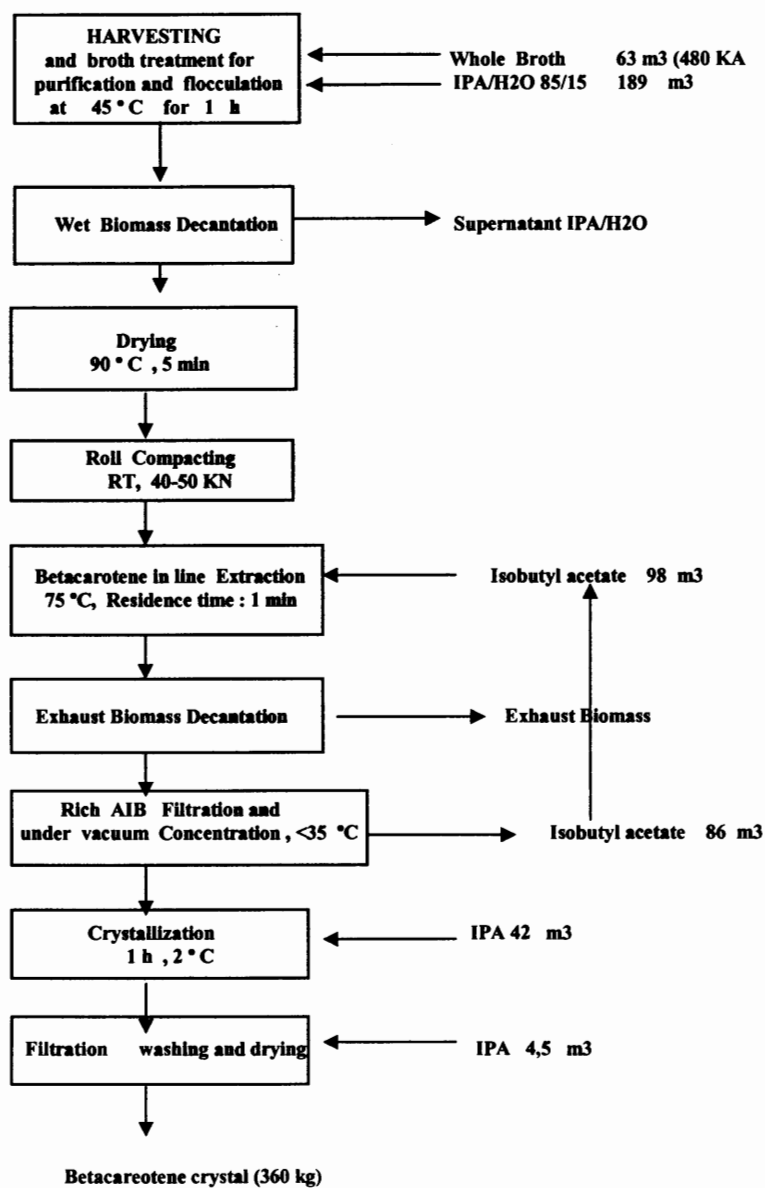 HARVESTING
and broth treatment for
purification and flocculation
at 45°C for 1 h
Whole Broth 63 m3 (480 KA
IPA/H2O 85/15 189 m3
Wet Biomass Decantation
Supernatant IPA/H2O
Drying
90°C , 5 min
Roll Compacting
RT, 40-50 KN
Betacarotene in line Extraction
75 °C, Residence time : 1 min
Isobutyl acetate 98 m3
Exhaust Biomass Decantation
Exhaust Biomass
Rich AIB Filtration and
under vacuum Concentration , <35 °C
Isobutyl acetate 86 m3
Crystallization
1 h , 2°C
IPA 42 m3
Filtration washing and drying
IPA 4,5 m3
Betacareotene crystal (360 kg)